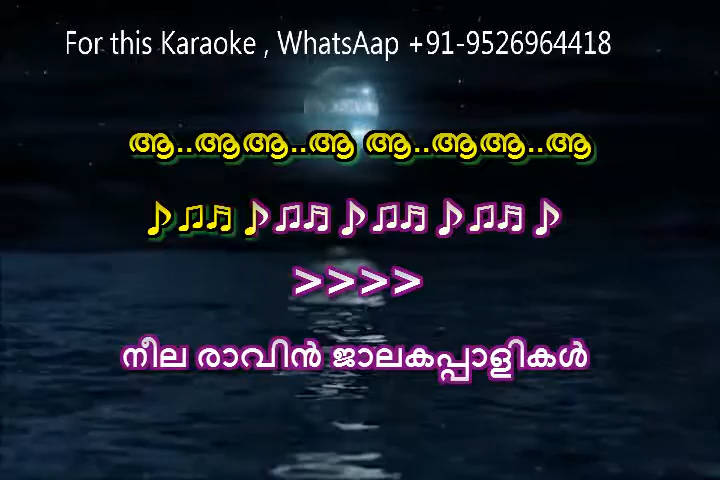 For this Karaoke , WhatsAap +91-9526964418
ആ..ആആ..ആ ആ..ആആ..ആ
♪♫♬ ♪♫♬ ♪♫♬ ♪♫♬ ♪
>>>>
നീല രാവിൻ ജാലകപ്പാളികൾ